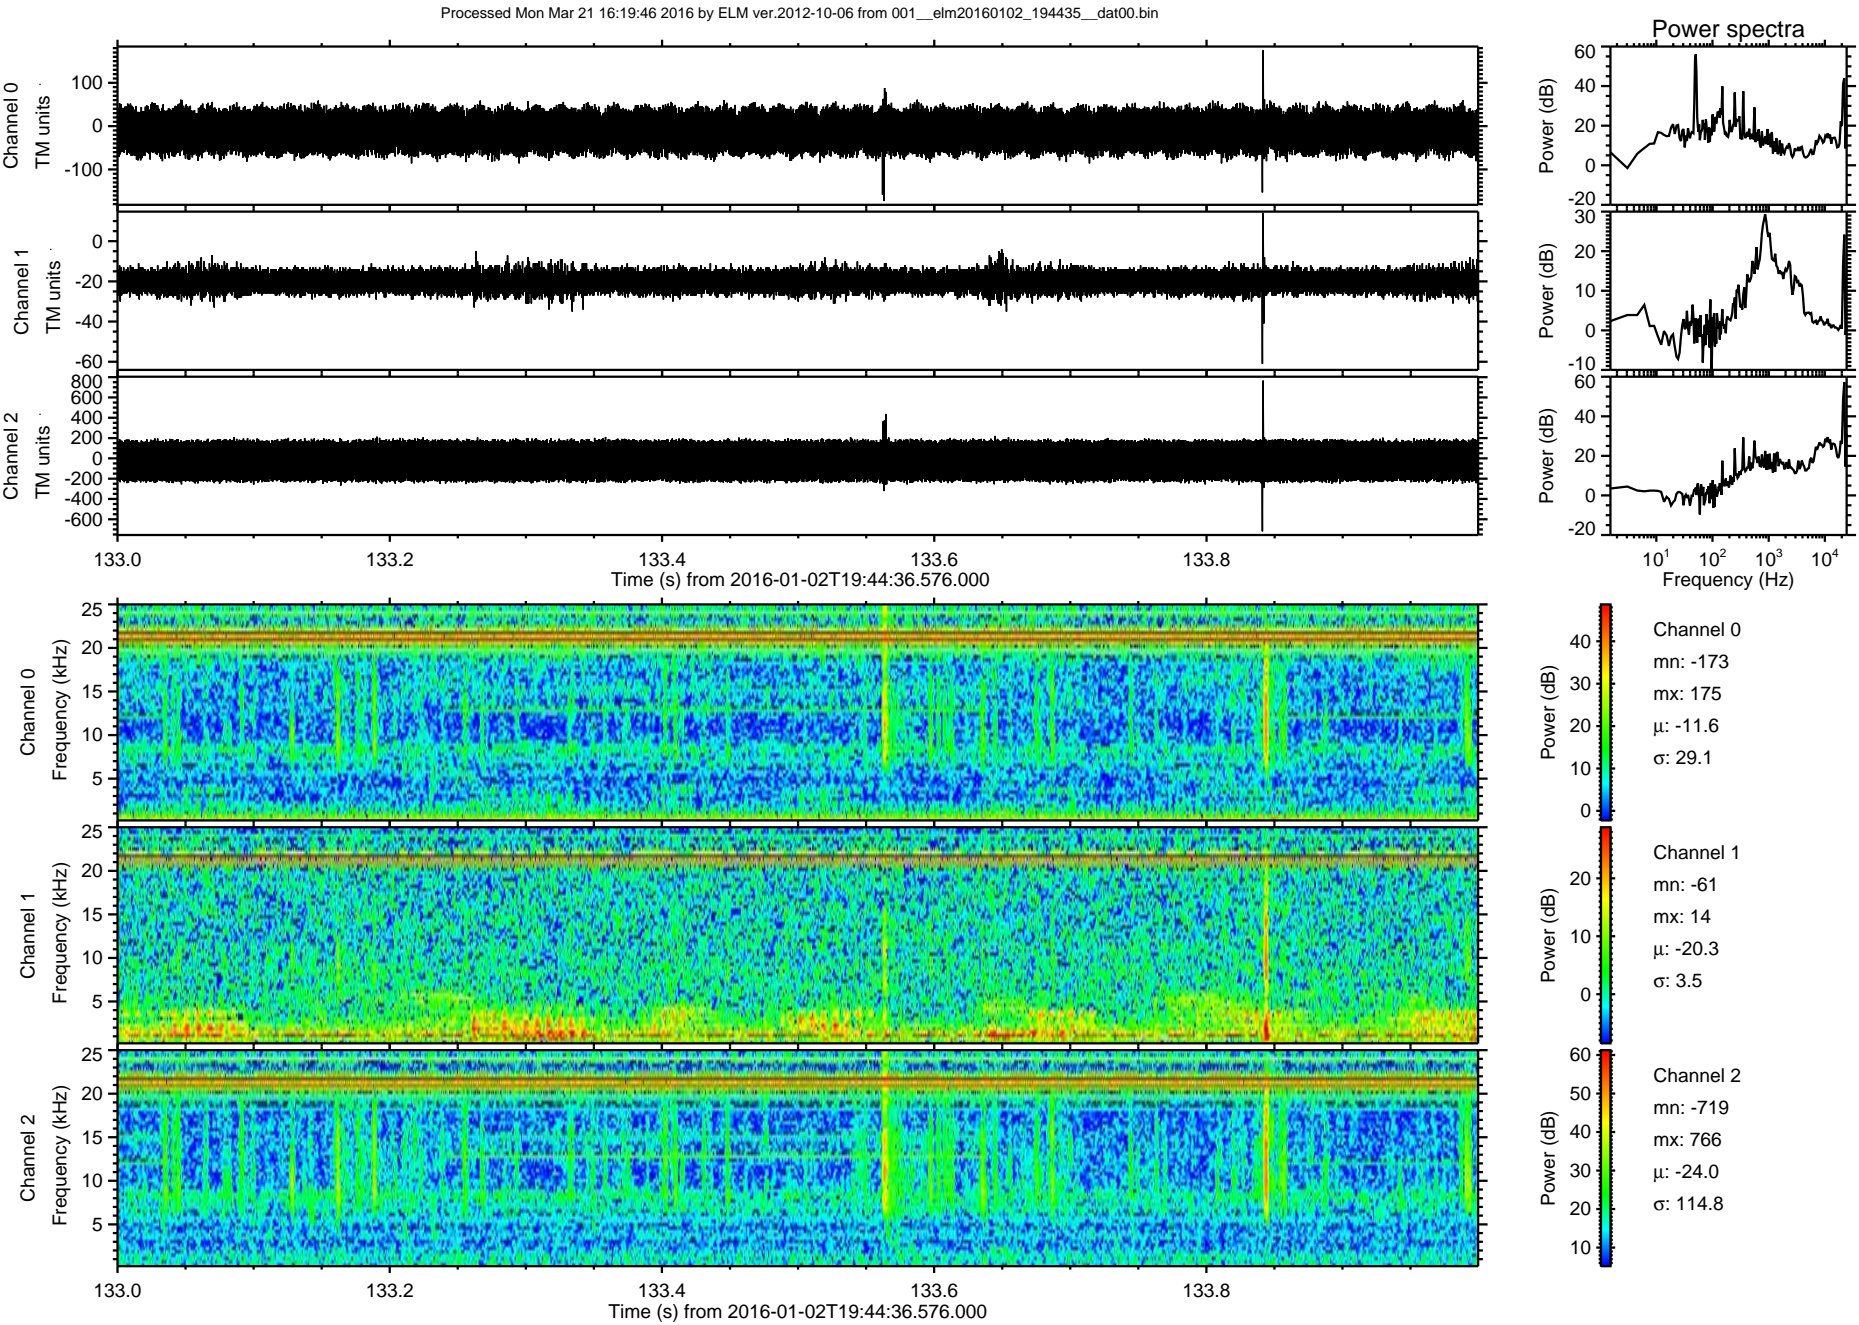 Processed Mon Mar 21 16:19:46 2016 by ELM ver.2012-10-06 from 001__elm20160102_194435__dat00.bin
Power spectra
Channel 0
TM units
100
0
-100
Power (dB)
60
40
20
0
-20
Channel 1
TM units
0
-20
-40
-60
Power (dB)
30
20
10
0
-10
Channel 2
TM units
800
600
400
200
0
-200
-400
-600
Power (dB)
60
40
20
0
-20
133.0 133.2 133.4 133.6 133.8
Time (s) from 2016-01-02T19:44:36.576.000
10¹ 10² 10³ 10⁴
Frequency (Hz)
Channel 0
Frequency (kHz)
25
20
15
10
5
Power (dB)
40
30
20
10
0
Channel 0
mn: -173
mx: 175
μ: -11.6
σ: 29.1
Channel 1
Frequency (kHz)
25
20
15
10
5
Power (dB)
20
10
0
Channel 1
mn: -61
mx: 14
μ: -20.3
σ: 3.5
Channel 2
Frequency (kHz)
25
20
15
10
5
Power (dB)
60
50
40
30
20
10
Channel 2
mn: -719
mx: 766
μ: -24.0
σ: 114.8
133.0 133.2 133.4 133.6 133.8
Time (s) from 2016-01-02T19:44:36.576.000